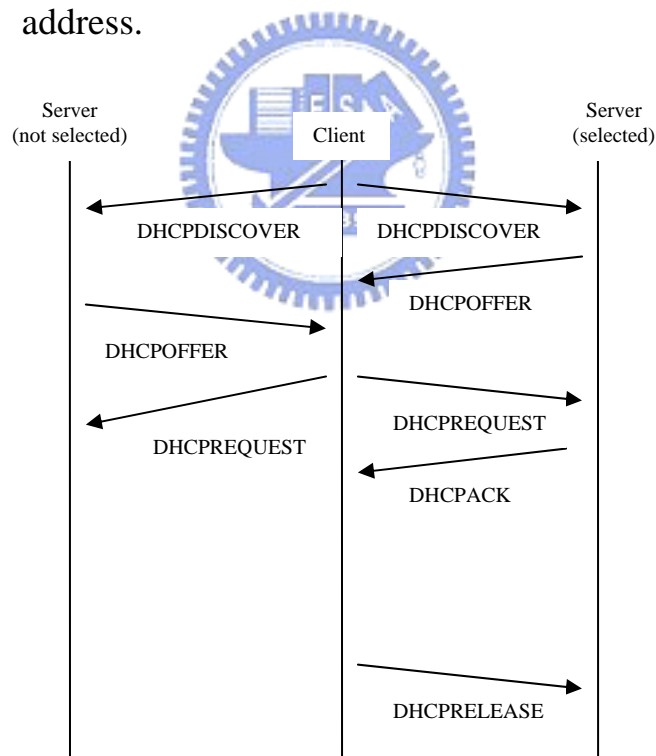 address.
Server
(not selected)
Client
Server
(selected)
DHCPDISCOVER
DHCPDISCOVER
DHCPOFFER
DHCPOFFER
DHCPREQUEST
DHCPREQUEST
DHCPACK
DHCPRELEASE